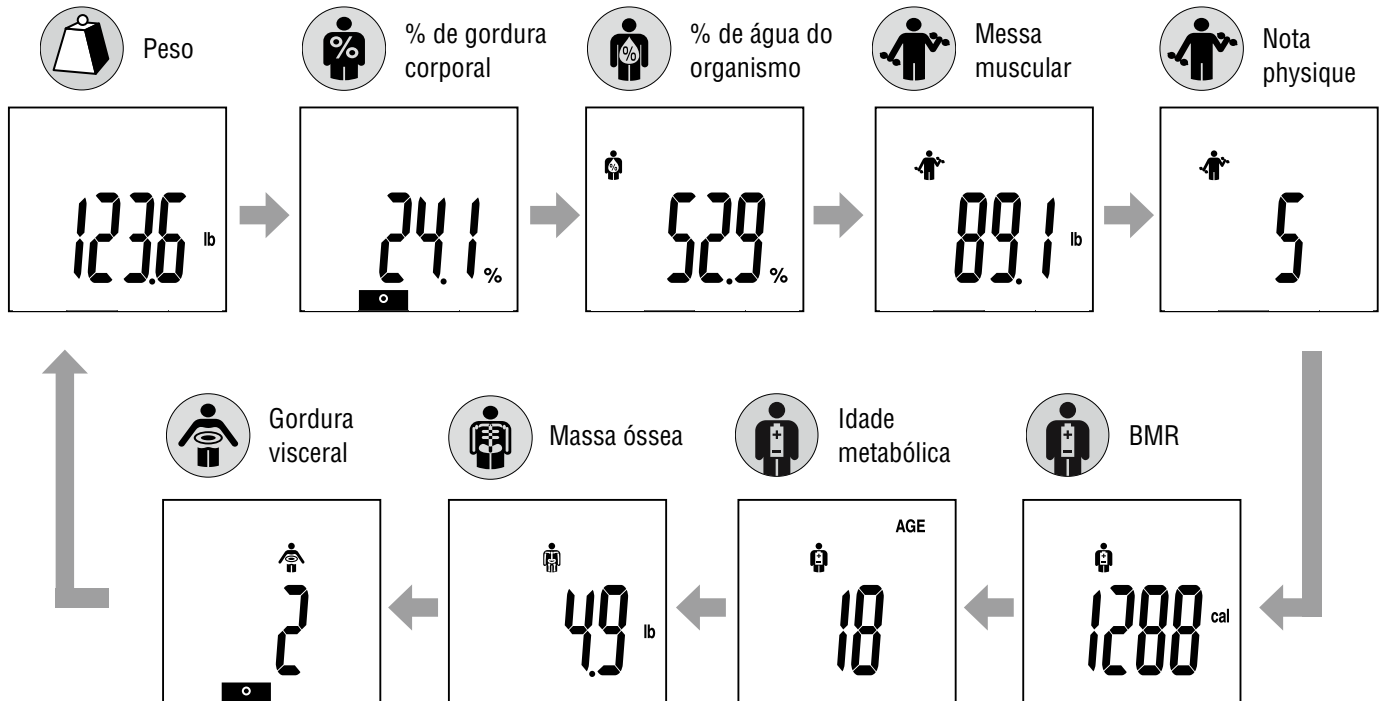 Peso
% de gordura
corporal
% de água do
organismo
Messa
muscular
Nota
physique
123.6 lb
24.1 %
52.9 %
89.1 lb
5
Gordura
visceral
Massa óssea
Idade
metabólica
BMR
2
4.9 lb
AGE
18
1288 cal